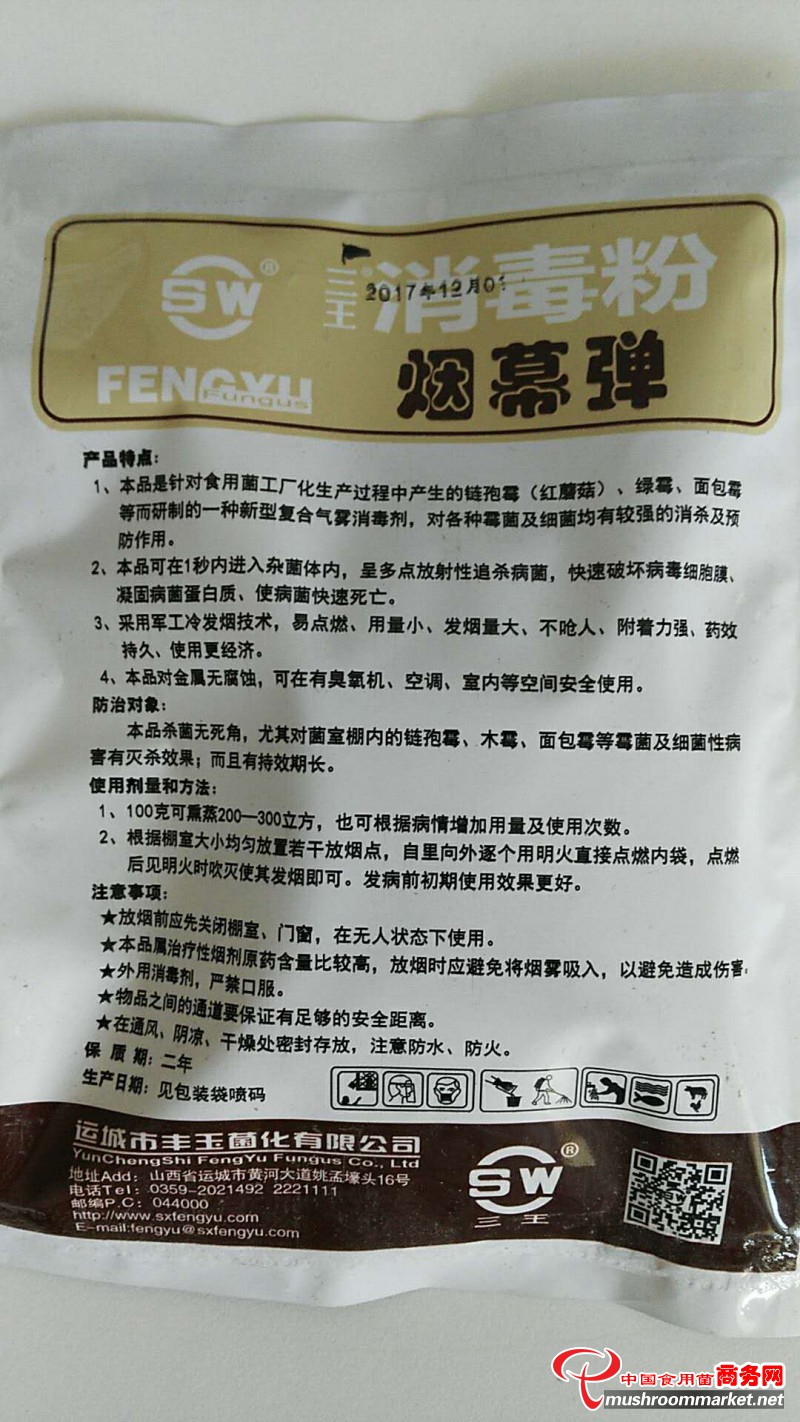 SW®
三王
消毒粉
2017年12月01
FENGYU
Fungus
烟幕弹
产品特点：
1、本品是针对食用菌工厂化生产过程中产生的链孢霉（红蘑菇）、绿霉、面包霉
等而研制的一种新型复合气雾消毒剂，对各种霉菌及细菌均有较强的消杀及预
防作用。
2、本品可在1秒内进入杂菌体内，呈多点放射性追杀病菌，快速破坏病毒细胞膜、
凝固病菌蛋白质、使病菌快速死亡。
3、采用军工冷发烟技术，易点燃、用量小、发烟量大、不呛人、附着力强、药效
持久、使用更经济。
4、本品对金属无腐蚀，可在有臭氧机、空调、室内等空间安全使用。
防治对象：
本品杀菌无死角，尤其对菌室棚内的链孢霉、木霉、面包霉等霉菌及细菌性病
害有灭杀效果；而且有持效期长。
使用剂量和方法：
1、100克可熏蒸200—300立方，也可根据病情增加用量及使用次数。
2、根据棚室大小均匀放置若干放烟点，自里向外逐个用明火直接点燃内袋，点燃
后见明火时吹灭使其发烟即可。发病前初期使用效果更好。
注意事项：
★放烟前应先关闭棚室、门窗，在无人状态下使用。
★本品属治疗性烟剂原药含量比较高，放烟时应避免将烟雾吸入，以避免造成伤害。
★外用消毒剂，严禁口服。
★物品之间的通道要保证有足够的安全距离。
★在通风、阴凉、干燥处密封存放，注意防水、防火。
保 质 期：二年
生产日期：见包装袋喷码
运城市丰玉菌化有限公司
YunChengShi FengYu Fungus Co., Ltd
地址Add：山西省运城市黄河大道姚孟壕头16号
电话Tel：0359-2021492 2221111
邮编P.C：044000
http://www.sxfengyu.com
E-mail:fengyu@sxfengyu.com
SW®
三王
中国食用菌商务网
mushroommarket.net